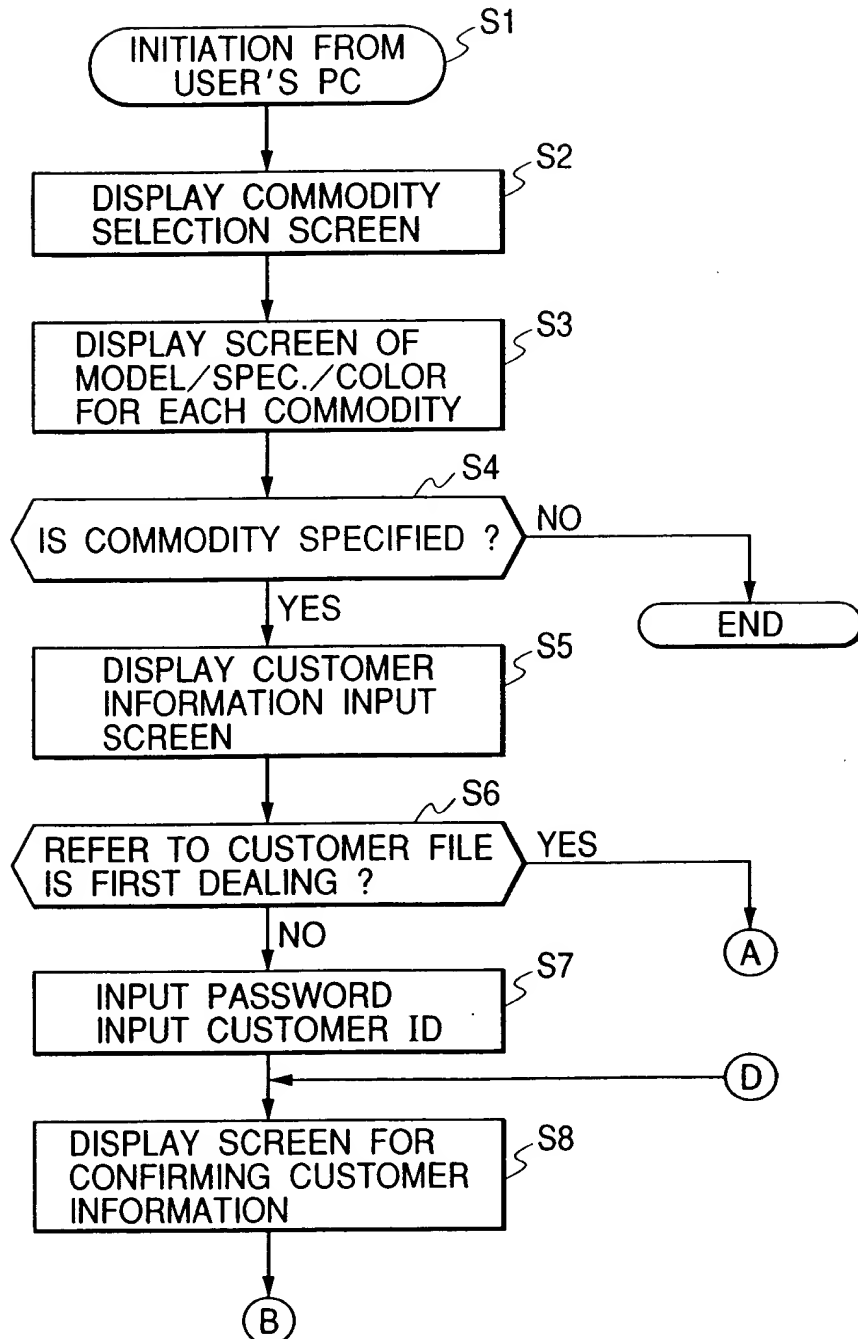 S1
INITIATION FROM
USER'S PC
S2
DISPLAY COMMODITY
SELECTION SCREEN
S3
DISPLAY SCREEN OF
MODEL/SPEC./COLOR
FOR EACH COMMODITY
S4
IS COMMODITY SPECIFIED ?
NO
YES
END
S5
DISPLAY CUSTOMER
INFORMATION INPUT
SCREEN
S6
REFER TO CUSTOMER FILE
IS FIRST DEALING ?
YES
NO
A
S7
INPUT PASSWORD
INPUT CUSTOMER ID
D
S8
DISPLAY SCREEN FOR
CONFIRMING CUSTOMER
INFORMATION
B